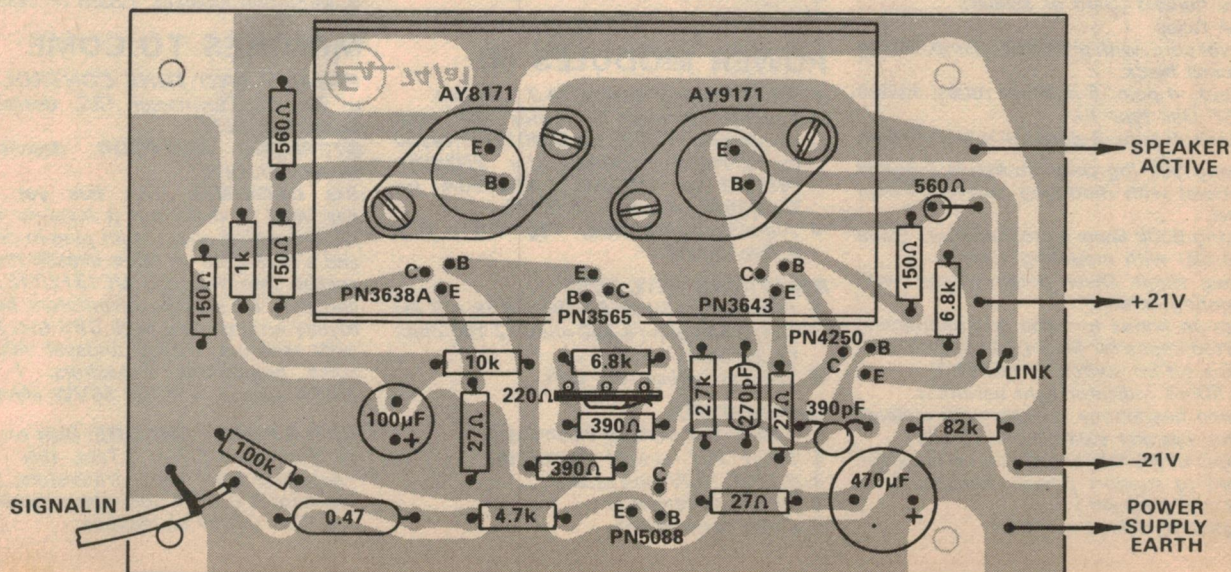 EA 74/a1
AY8171
AY9171
E
B
E
B
SPEAKER
ACTIVE
560Ω
560Ω
150Ω
1k
150Ω
150Ω
6.8k
+21V
C
B
E
PN3638A
E
B
C
PN3565
C
B
E
PN3643
PN4250
B
C
E
LINK
10k
6.8k
220Ω
2.7k
270pF
27Ω
390pF
100µF
+
27Ω
390Ω
82k
-21V
100k
390Ω
C
470µF
+
SIGNAL IN
0.47
4.7k
E
B
PN5088
27Ω
POWER
SUPPLY
EARTH